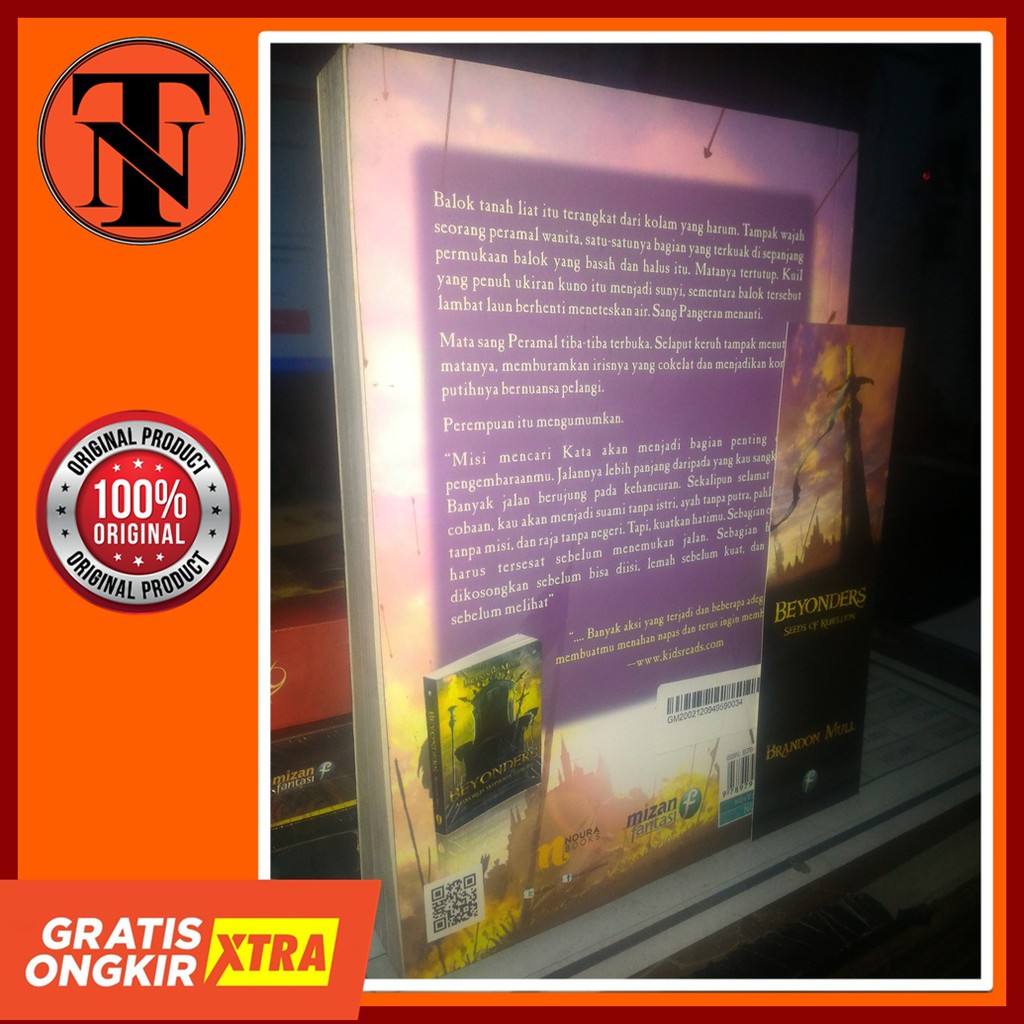 TN
ORIGINAL PRODUCT
100%
ORIGINAL
ORIGINAL PRODUCT
Balok tanah liat itu terangkat dari kolam yang harum. Tampak wajah
seorang peramal wanita, satu-satunya bagian yang terkuak di sepanjang
permukaan balok yang basah dan halus itu. Matanya tertutup. Kuil
yang penuh ukiran kuno itu menjadi sunyi, sementara balok tersebut
lambat laun berhenti meneteskan air. Sang Pangeran menanti.
Mata sang Peramal tiba-tiba terbuka. Selaput keruh tampak menut
matanya, memburamkan irisnya yang cokelat dan menjadikan kor
putihnya bernuansa pelangi.
Perempuan itu mengumumkan.
“Misi mencari Kata akan menjadi bagian penting
pengembaraanmu. Jalannya lebih panjang daripada yang kau sangk
Banyak jalan berujung pada kehancuran. Sekalipun selamat
cobaan, kau akan menjadi suami tanpa istri, ayah tanpa putra, pahl
tanpa misi, dan raja tanpa negeri. Tapi, kuatkan hatimu. Sebagian o
harus tersesat sebelum menemukan jalan. Sebagian h
dikosongkan sebelum bisa diisi, lemah sebelum kuat, dan
sebelum melihat”
“.... Banyak aksi yang terjadi dan beberapa adeg
membuatmu menahan napas dan terus ingin memb
—www.kidsreads.com
GM2002120949590034
BEYONDERS
SEEDS OF REBELLION
BRANDON MULL
BEYONDERS
mizan
fantasi
NOURA
BOOKS
mizan
fantasi
GRATIS
ONGKIR
XTRA